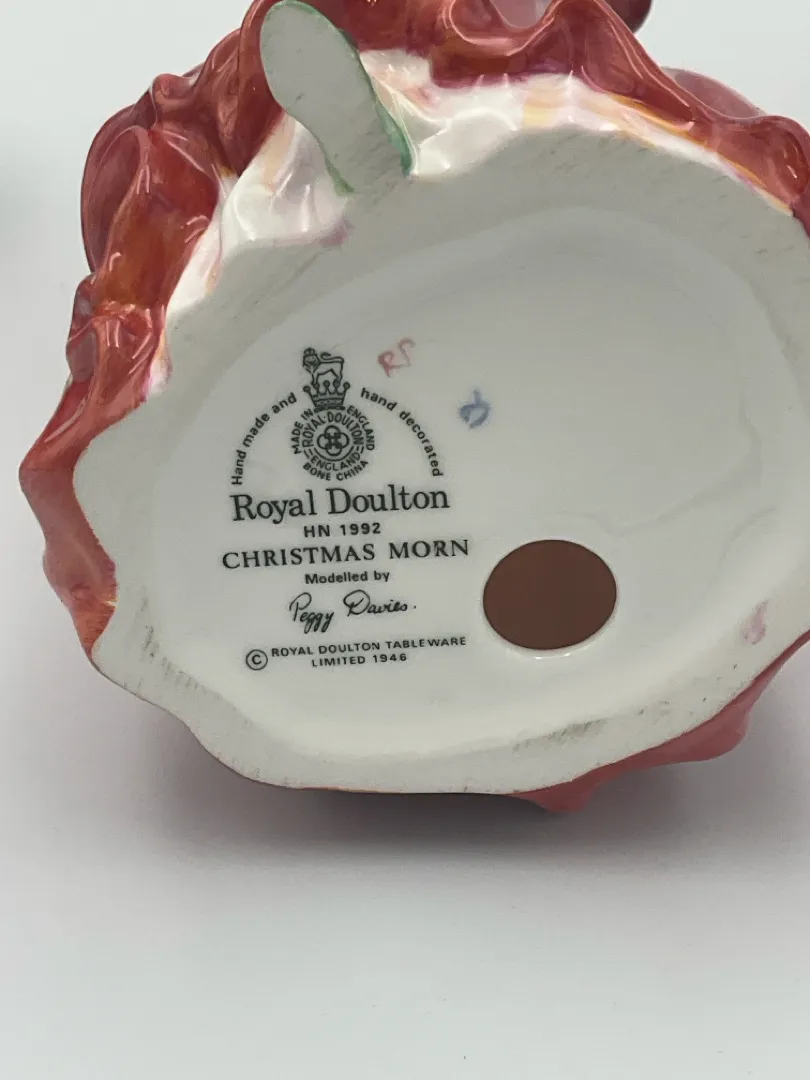 Hand made and hand decorated
MADE IN ENGLAND
ROYAL·DOULTON
ENGLAND
BONE CHINA
Royal Doulton
HN 1992
CHRISTMAS MORN
Modelled by
Peggy Davies.
© ROYAL DOULTON TABLEWARE
LIMITED 1946